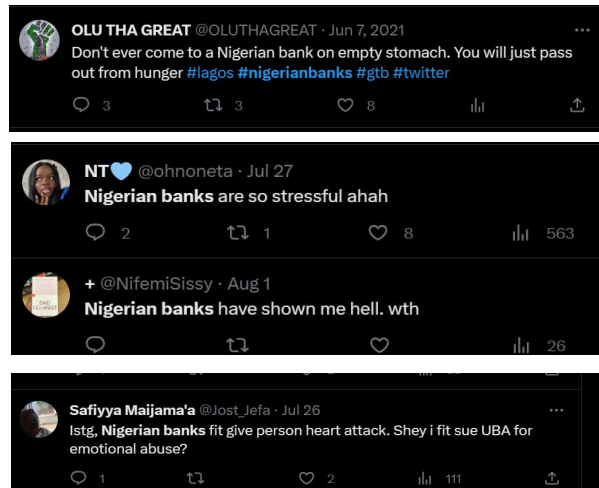 OLU THA GREAT @OLUTHAGREAT · Jun 7, 2021
Don't ever come to a Nigerian bank on empty stomach. You will just pass
out from hunger #lagos #nigerianbanks #gtb #twitter
3 3 8
NT💙 @ohnoneta · Jul 27
Nigerian banks are so stressful ahah
2 1 8 563
+ @NifemiSissy · Aug 1
Nigerian banks have shown me hell. wth
26
Safiyya Maijama'a @Jost_Jefa · Jul 26
Istg, Nigerian banks fit give person heart attack. Shey i fit sue UBA for
emotional abuse?
1 2 111